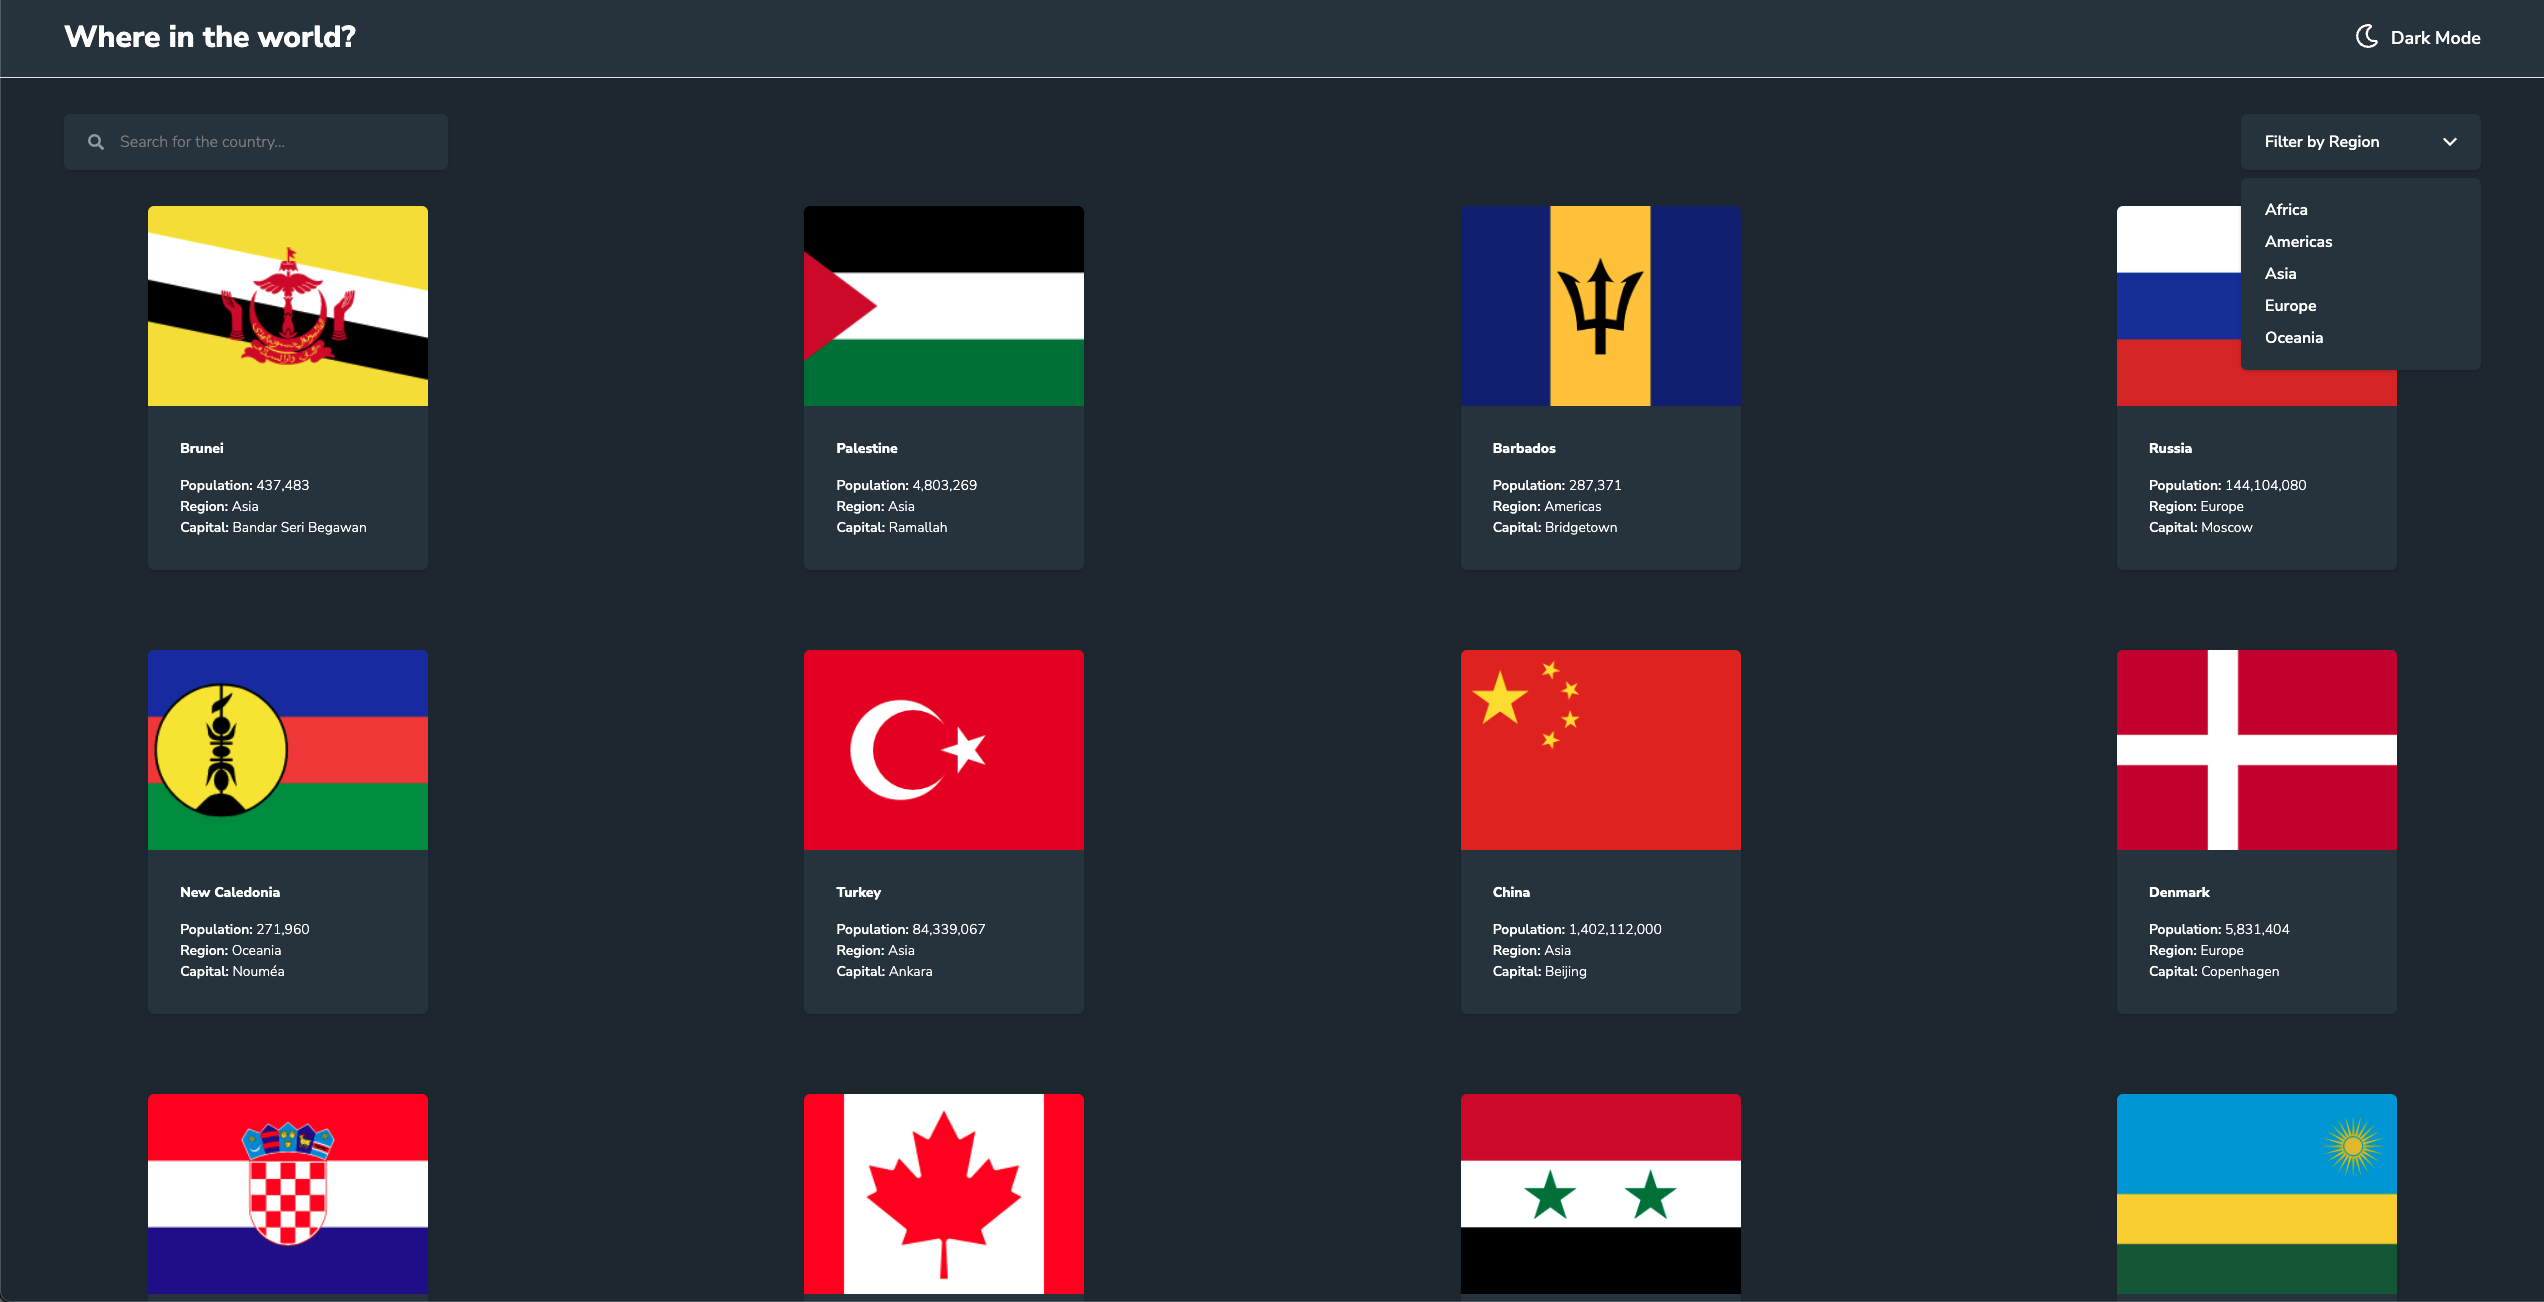 Where in the world?
Dark Mode
Search for the country...
Filter by Region
Africa
Americas
Asia
Europe
Oceania
Brunei
Population: 437,483
Region: Asia
Capital: Bandar Seri Begawan
Palestine
Population: 4,803,269
Region: Asia
Capital: Ramallah
Barbados
Population: 287,371
Region: Americas
Capital: Bridgetown
Russia
Population: 144,104,080
Region: Europe
Capital: Moscow
New Caledonia
Population: 271,960
Region: Oceania
Capital: Nouméa
Turkey
Population: 84,339,067
Region: Asia
Capital: Ankara
China
Population: 1,402,112,000
Region: Asia
Capital: Beijing
Denmark
Population: 5,831,404
Region: Europe
Capital: Copenhagen